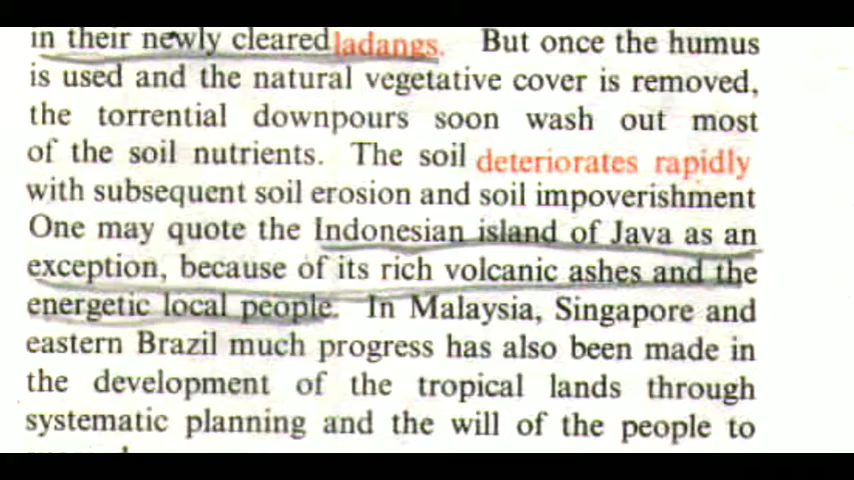 in their newly cleared ladangs. But once the humus
is used and the natural vegetative cover is removed,
the torrential downpours soon wash out most
of the soil nutrients. The soil deteriorates rapidly
with subsequent soil erosion and soil impoverishment
One may quote the Indonesian island of Java as an
exception, because of its rich volcanic ashes and the
energetic local people. In Malaysia, Singapore and
eastern Brazil much progress has also been made in
the development of the tropical lands through
systematic planning and the will of the people to